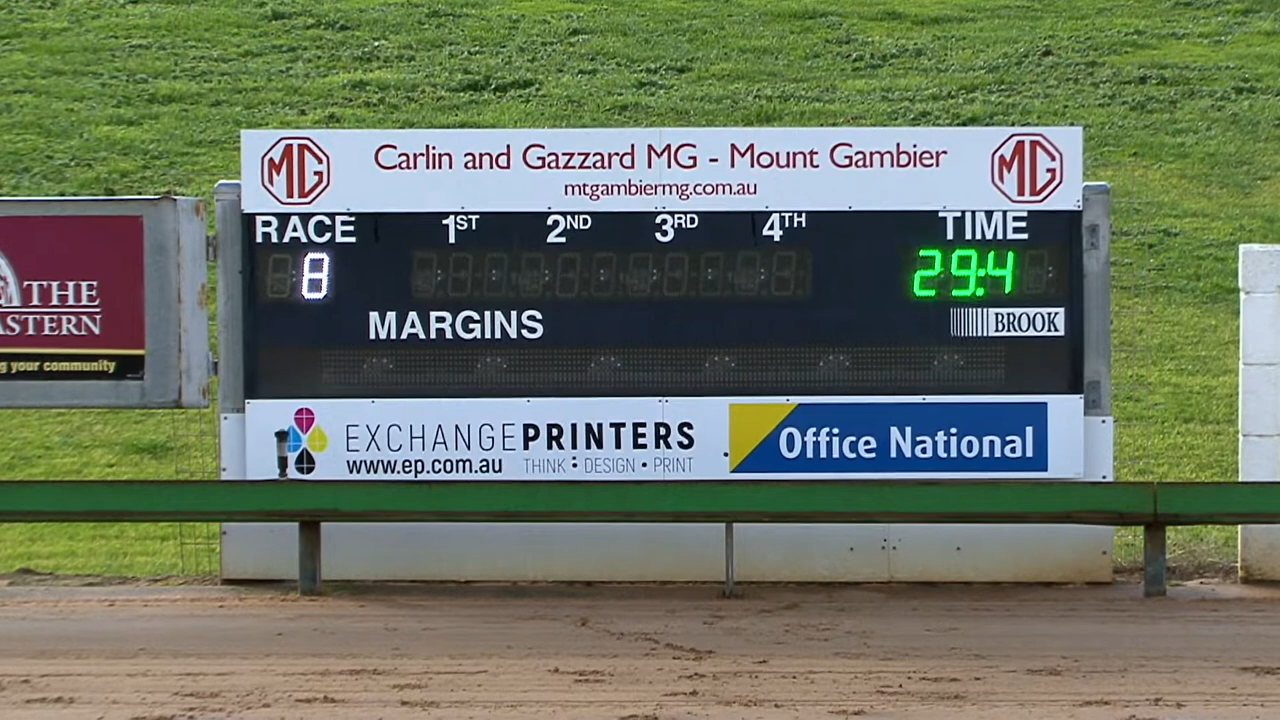 MG Carlin and Gazzard MG - Mount Gambier MG
mtgambiermg.com.au
RACE 1ST 2ND 3RD 4TH TIME
8 29:4
MARGINS BROOK
THE
ASTERN
g your community
EXCHANGEPRINTERS
www.ep.com.au THINK : DESIGN • PRINT
Office National